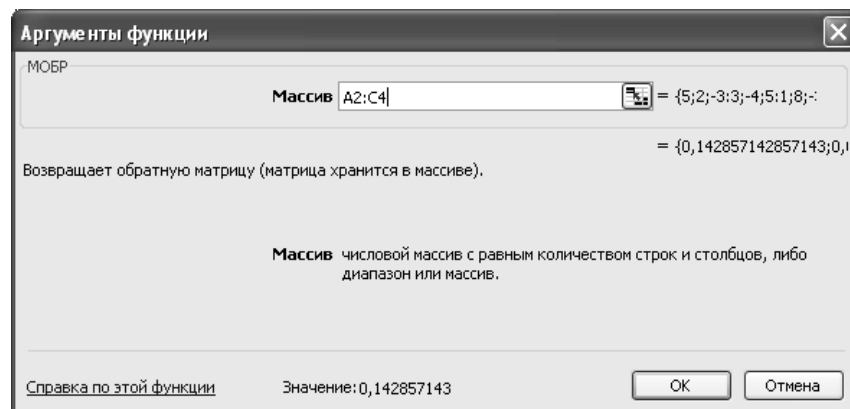 Аргументы функции
МОБР
Массив A2:C4 = {5;2;-3:3;-4;5:1;8;-
= {0,142857142857143;0,
Возвращает обратную матрицу (матрица хранится в массиве).
Массив числовой массив с равным количеством строк и столбцов, либо
диапазон или массив.
Справка по этой функции Значение:0,142857143 ОК Отмена